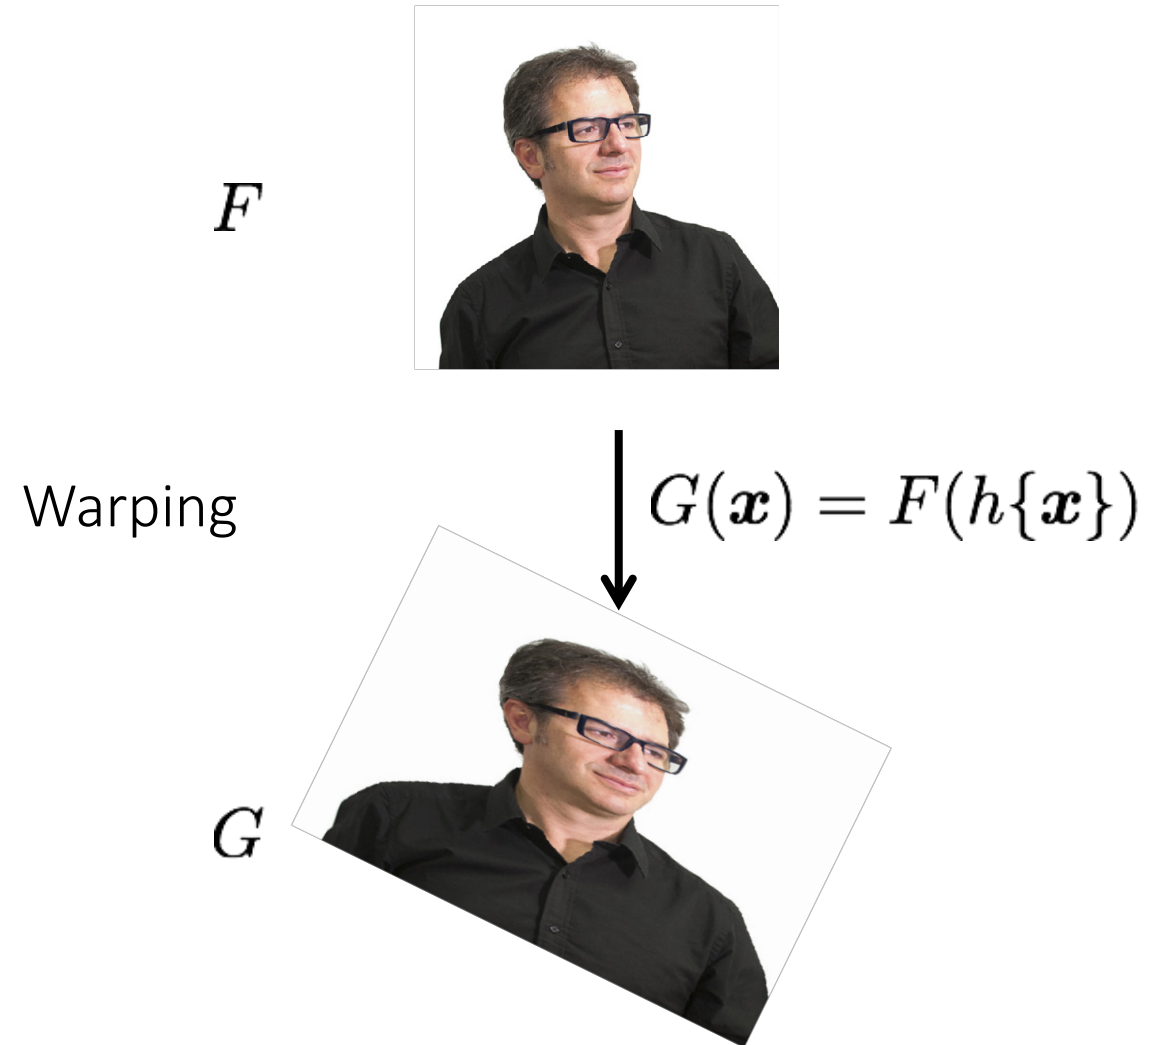 F
Warping
G(x) = F(h{x})
G